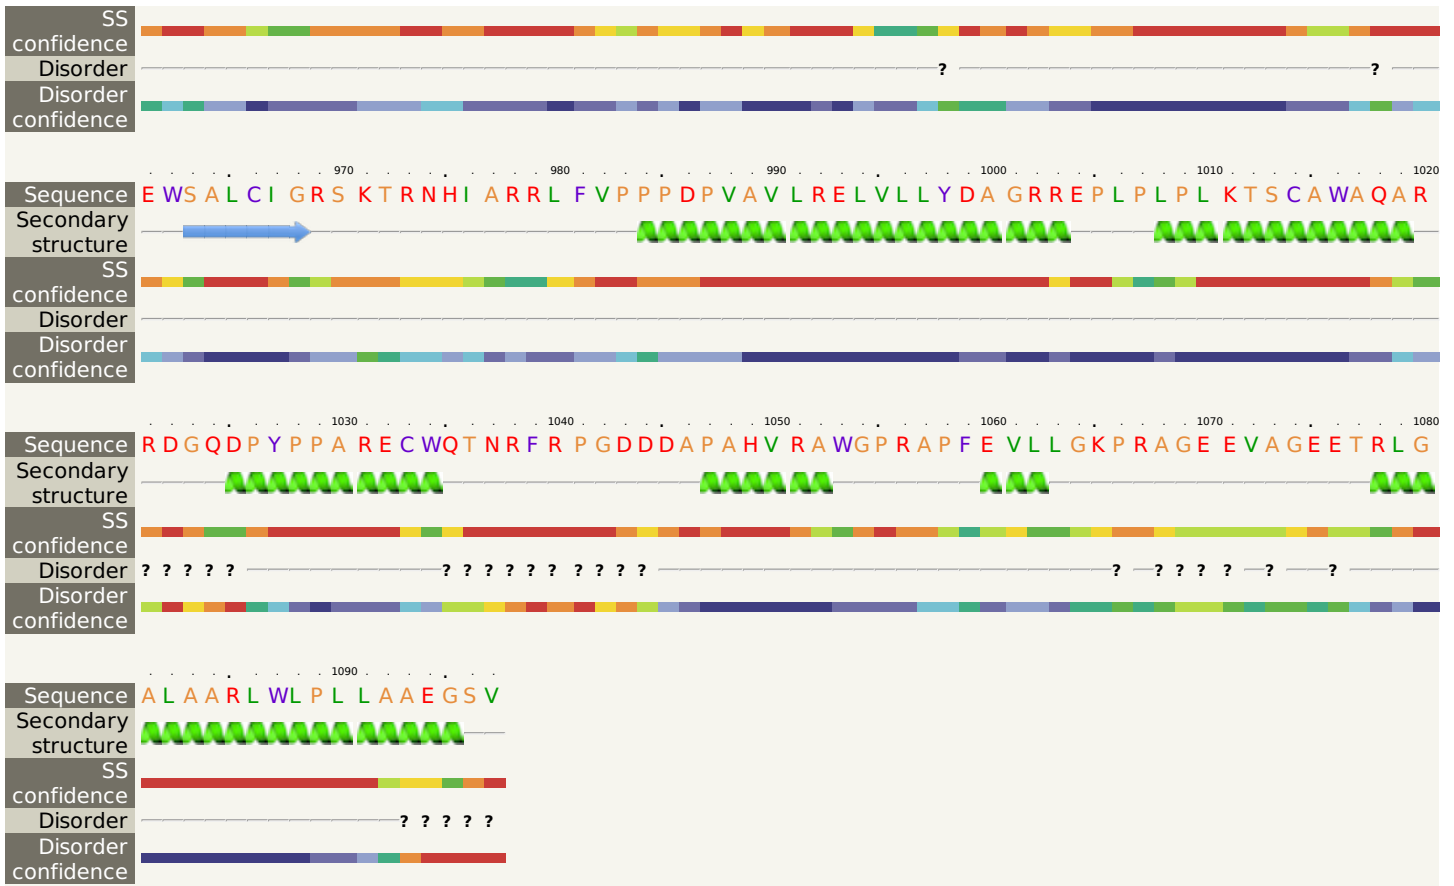 SS
confidence
Disorder ? ?
Disorder
confidence
970 980 990 1000 1010 1020
Sequence E W S A L C I G R S K T R N H I A R R L F V P P P D P V A V L R E L V L L Y D A G R R E P L P L P L K T S C A W A Q A R
Secondary
structure
SS
confidence
Disorder
Disorder
confidence
1030 1040 1050 1060 1070 1080
Sequence R D G Q D P Y P P A R E C W Q T N R F R P G D D D A P A H V R A W G P R A P F E V L L G K P R A G E E V A G E E T R L G
Secondary
structure
SS
confidence
Disorder ? ? ? ? ? ? ? ? ? ? ? ? ? ? ? ? ? ? ? ? ? ?
Disorder
confidence
1090
Sequence A L A A R L W L P L L A A E G S V
Secondary
structure
SS
confidence
Disorder ? ? ? ? ?
Disorder
confidence